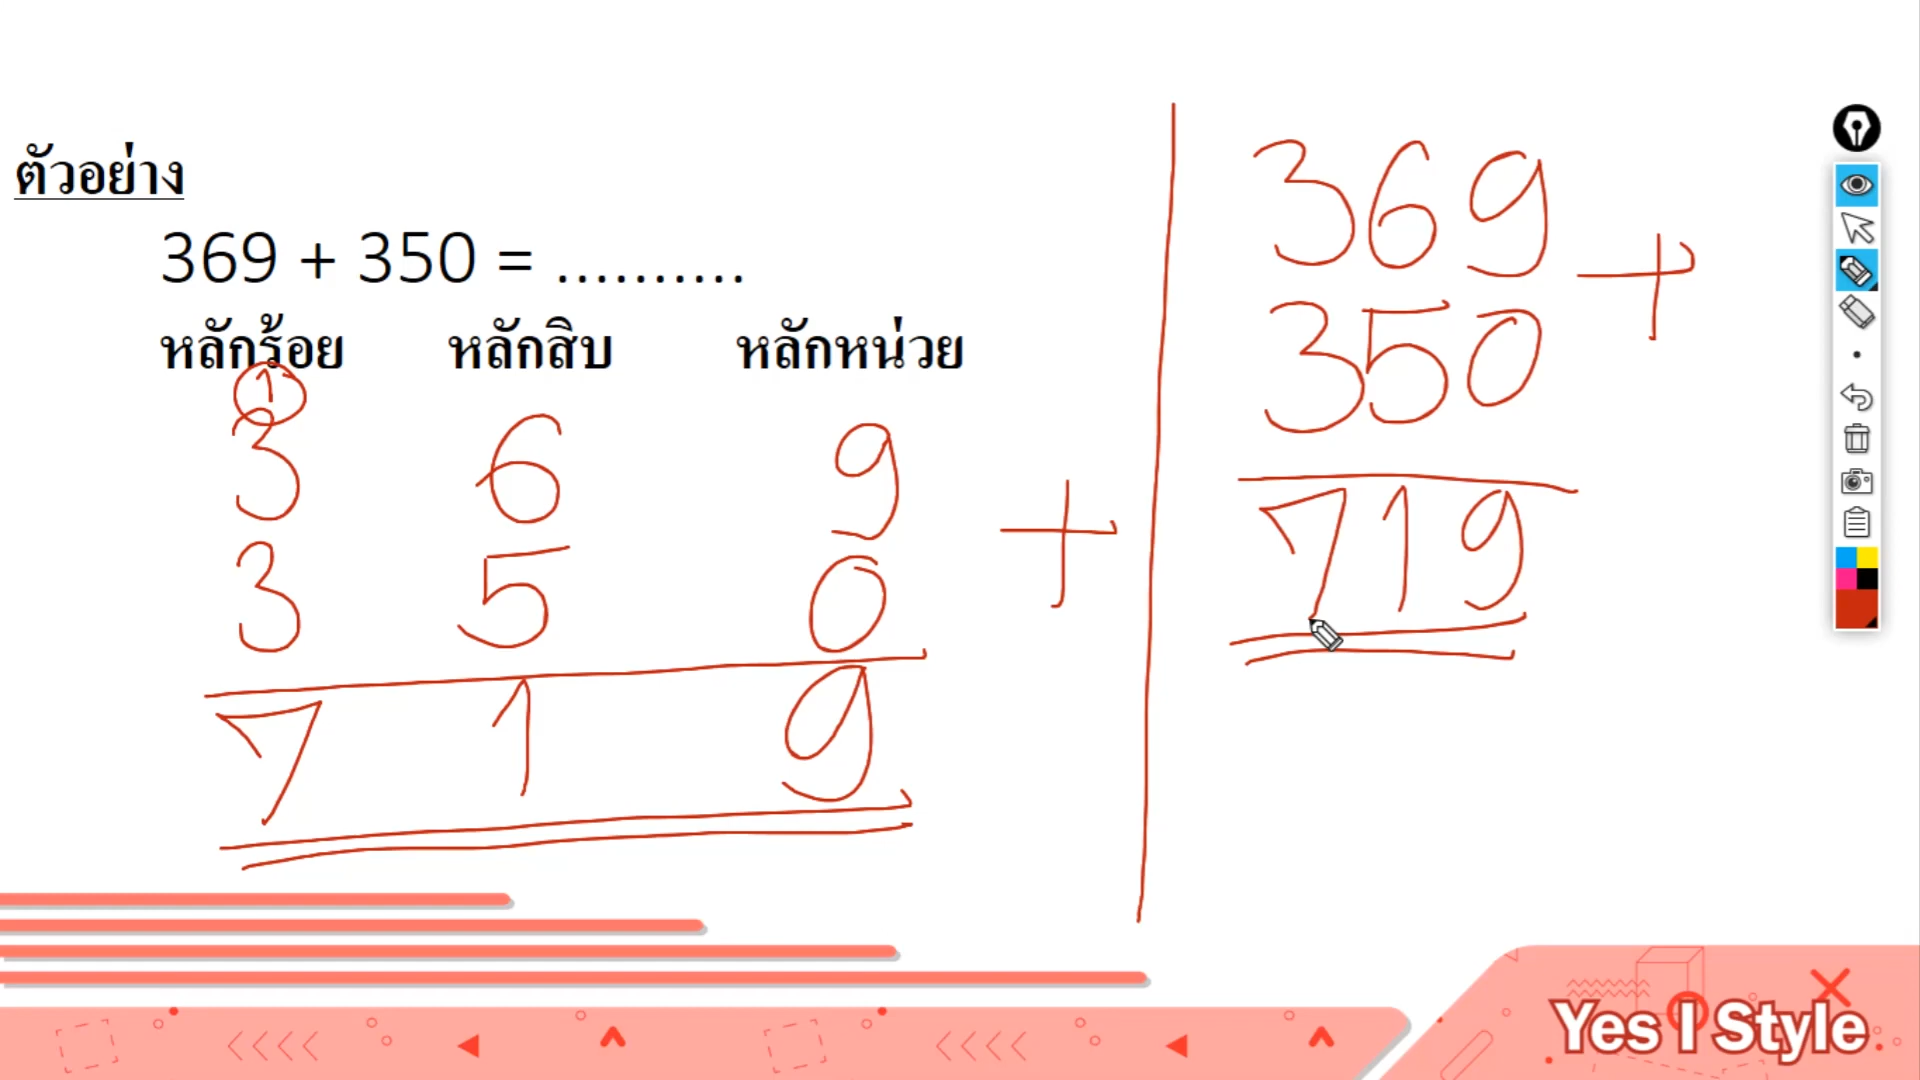 ตัวอย่าง
369 + 350 = ..........
หลักร้อย หลักสิบ หลักหน่วย
1
3 6 9
+
3 5 0
7 1 9
369
+
350
719
Yes I Style